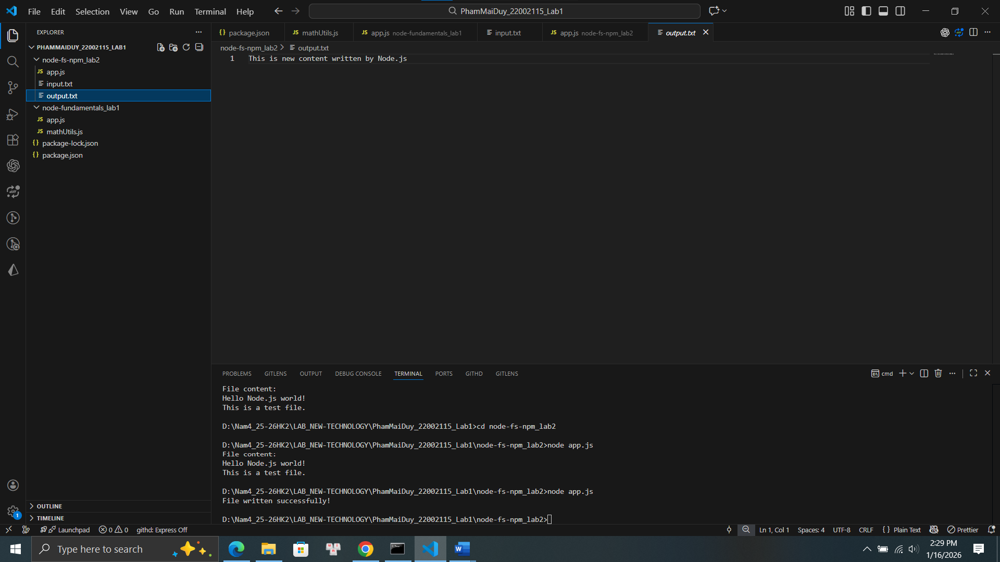 File Edit Selection View Go Run Terminal Help
PhamMaiDuy_22002115_Lab1
EXPLORER
PHAMMAIDUY_22002115_LAB1
node-fs-npm_lab2
JS app.js
input.txt
output.txt
node-fundamentals_lab1
JS app.js
JS mathUtils.js
{} package-lock.json
{} package.json
OUTLINE
TIMELINE
{} package.json
JS mathUtils.js
JS app.js node-fundamentals_lab1
input.txt
JS app.js node-fs-npm_lab2
output.txt
node-fs-npm_lab2 > output.txt
1 This is new content written by Node.js
PROBLEMS GITLENS OUTPUT DEBUG CONSOLE TERMINAL PORTS GITHD GITLENS
cmd
File content:
Hello Node.js world!
This is a test file.
D:\Nam4_25-26HK2\LAB_NEW-TECHNOLOGY\PhamMaiDuy_22002115_Lab1>cd node-fs-npm_lab2
D:\Nam4_25-26HK2\LAB_NEW-TECHNOLOGY\PhamMaiDuy_22002115_Lab1\node-fs-npm_lab2>node app.js
File content:
Hello Node.js world!
This is a test file.
D:\Nam4_25-26HK2\LAB_NEW-TECHNOLOGY\PhamMaiDuy_22002115_Lab1\node-fs-npm_lab2>node app.js
File written successfully!
D:\Nam4_25-26HK2\LAB_NEW-TECHNOLOGY\PhamMaiDuy_22002115_Lab1\node-fs-npm_lab2>
1
Launchpad 0 0 githd: Express Off
Ln 1, Col 1 Spaces: 4 UTF-8 CRLF {} Plain Text Prettier
Type here to search
2:29 PM
1/16/2026